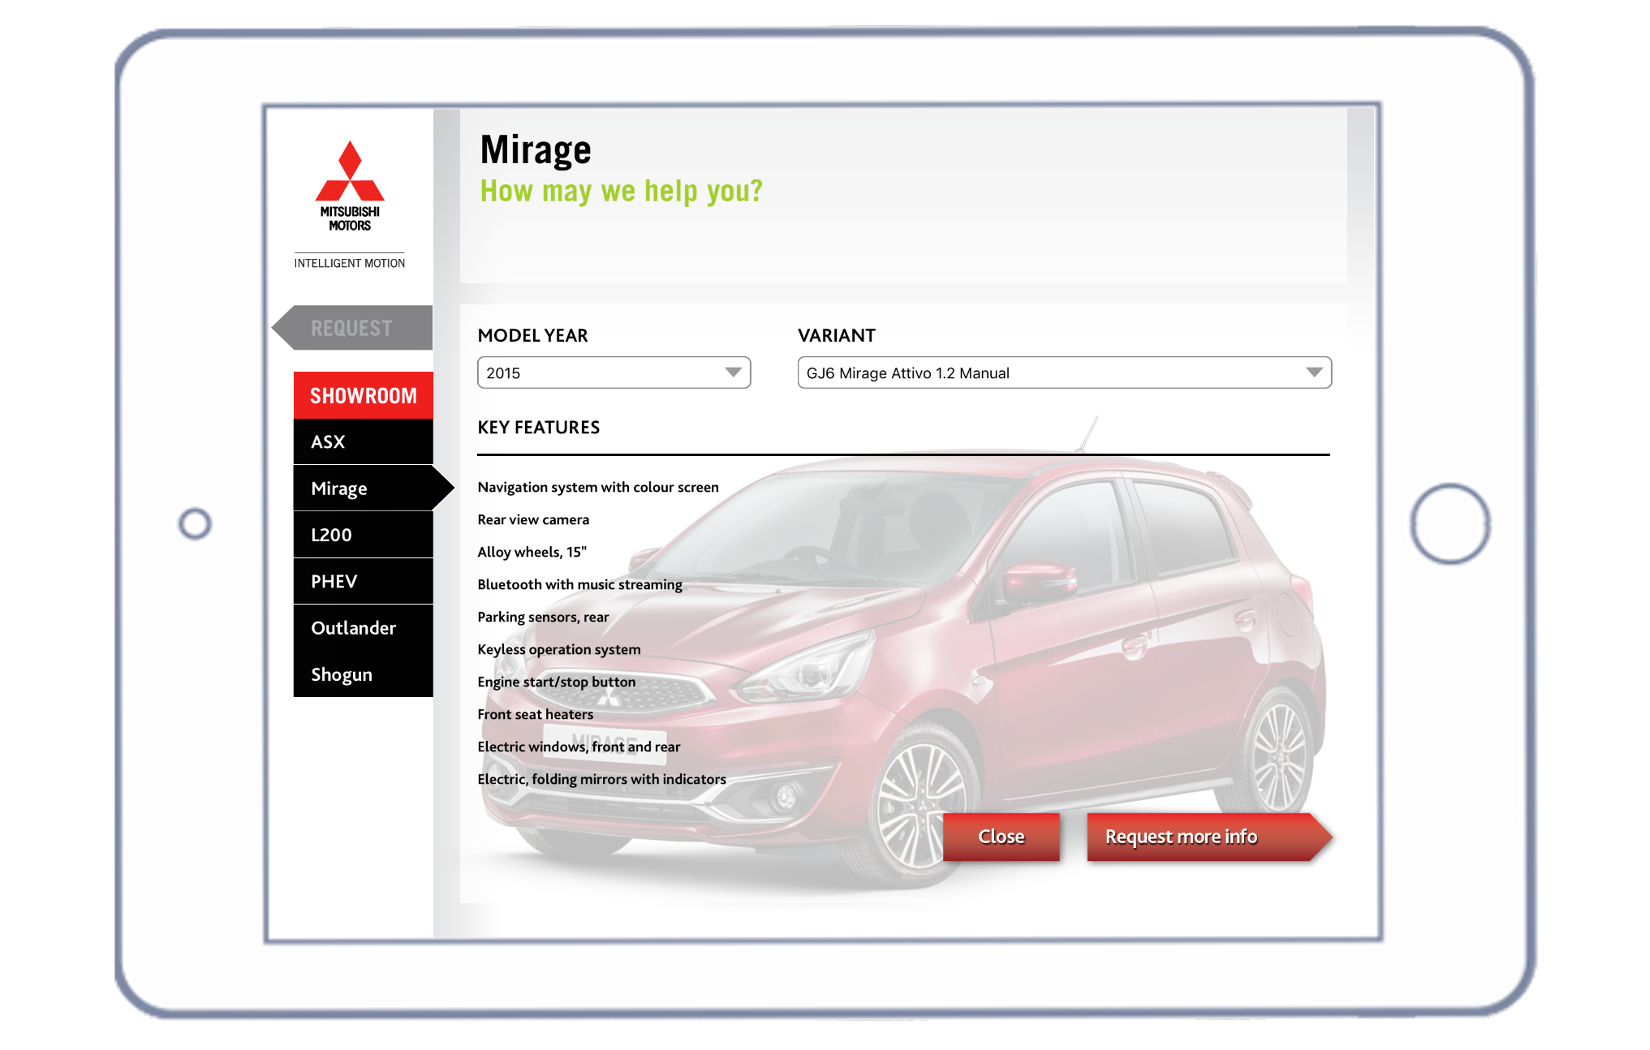 MITSUBISHI
MOTORS
INTELLIGENT MOTION
REQUEST
SHOWROOM
ASX
Mirage
L200
PHEV
Outlander
Shogun
Mirage
How may we help you?
MODEL YEAR
VARIANT
2015
GJ6 Mirage Attivo 1.2 Manual
KEY FEATURES
Navigation system with colour screen
Rear view camera
Alloy wheels, 15"
Bluetooth with music streaming
Parking sensors, rear
Keyless operation system
Engine start/stop button
Front seat heaters
MIRAGE
Electric windows, front and rear
Electric, folding mirrors with indicators
Close
Request more info